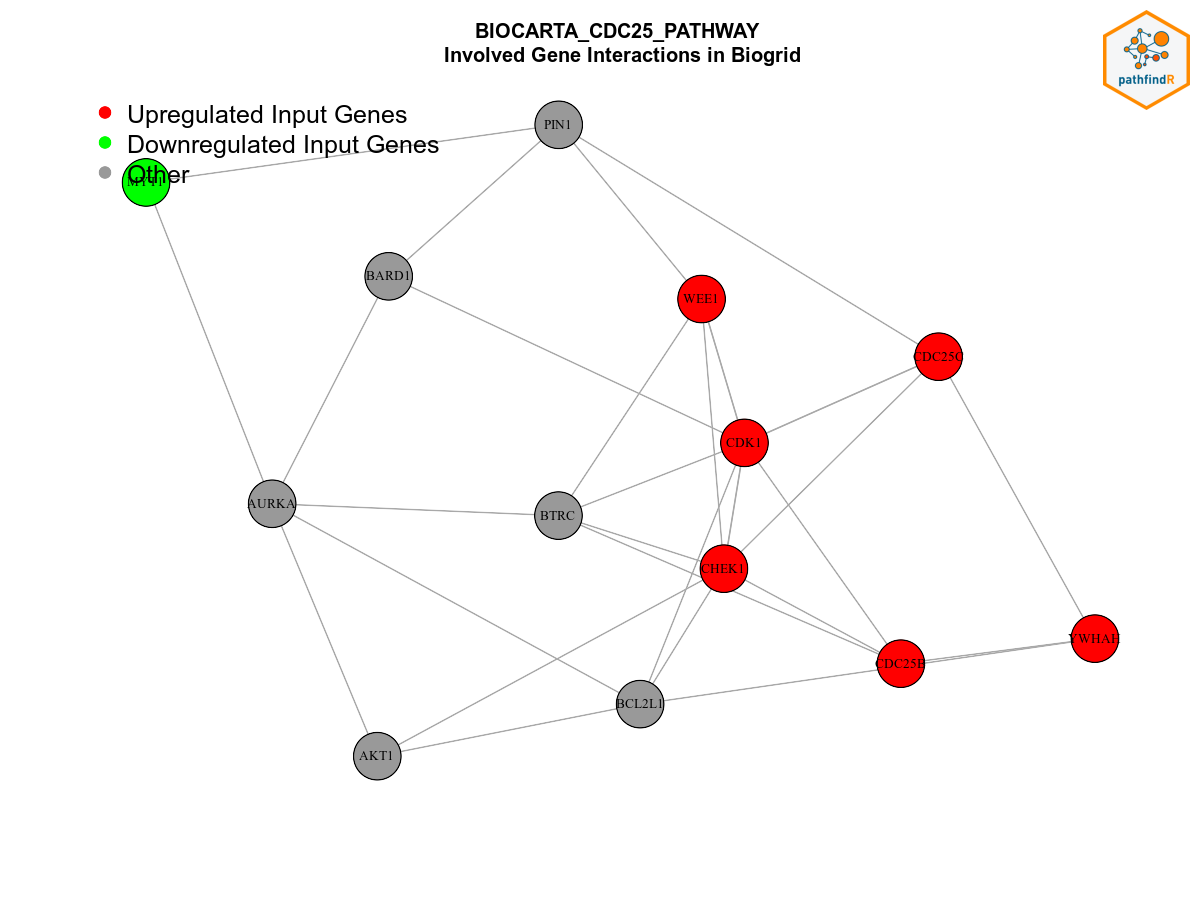 BIOCARTA_CDC25_PATHWAY
Involved Gene Interactions in Biogrid
pathfindR
Upregulated Input Genes
Downregulated Input Genes
Other
MYT1
PIN1
BARD1
WEE1
CDC25C
CDK1
AURKA
BTRC
CHEK1
YWHAH
CDC25B
BCL2L1
AKT1